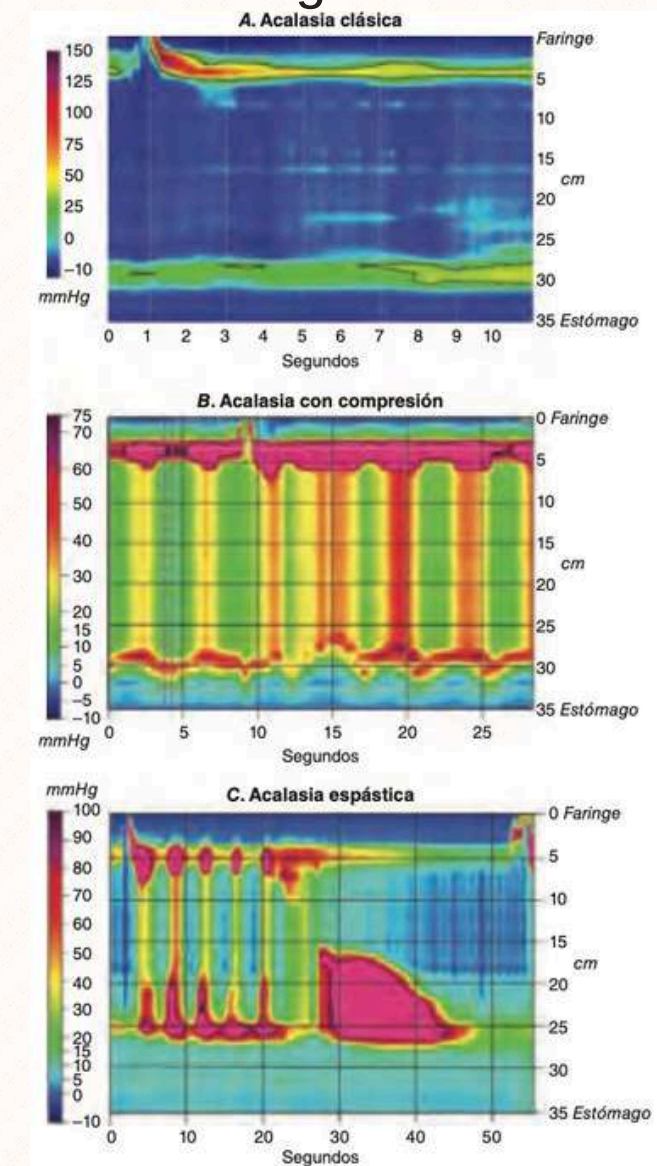 g
A. Acalasia clásica
Faringe
150
125
100
75
50
25
0
–10
mmHg
5
10
15
cm
20
25
30
35 Estómago
0 1 2 3 4 5 6 7 8 9 10
Segundos
B. Acalasia con compresión
75
70
60
50
40
30
20
15
10
5
0
–5
–10
mmHg
0 Faringe
5
10
15
cm
20
25
30
35 Estómago
0 5 10 15 20 25
Segundos
mmHg
C. Acalasia espástica
100
90
80
70
60
50
40
30
20
15
10
5
0
–10
0 Faringe
5
10
15
cm
20
25
30
35 Estómago
0 10 20 30 40 50
Segundos